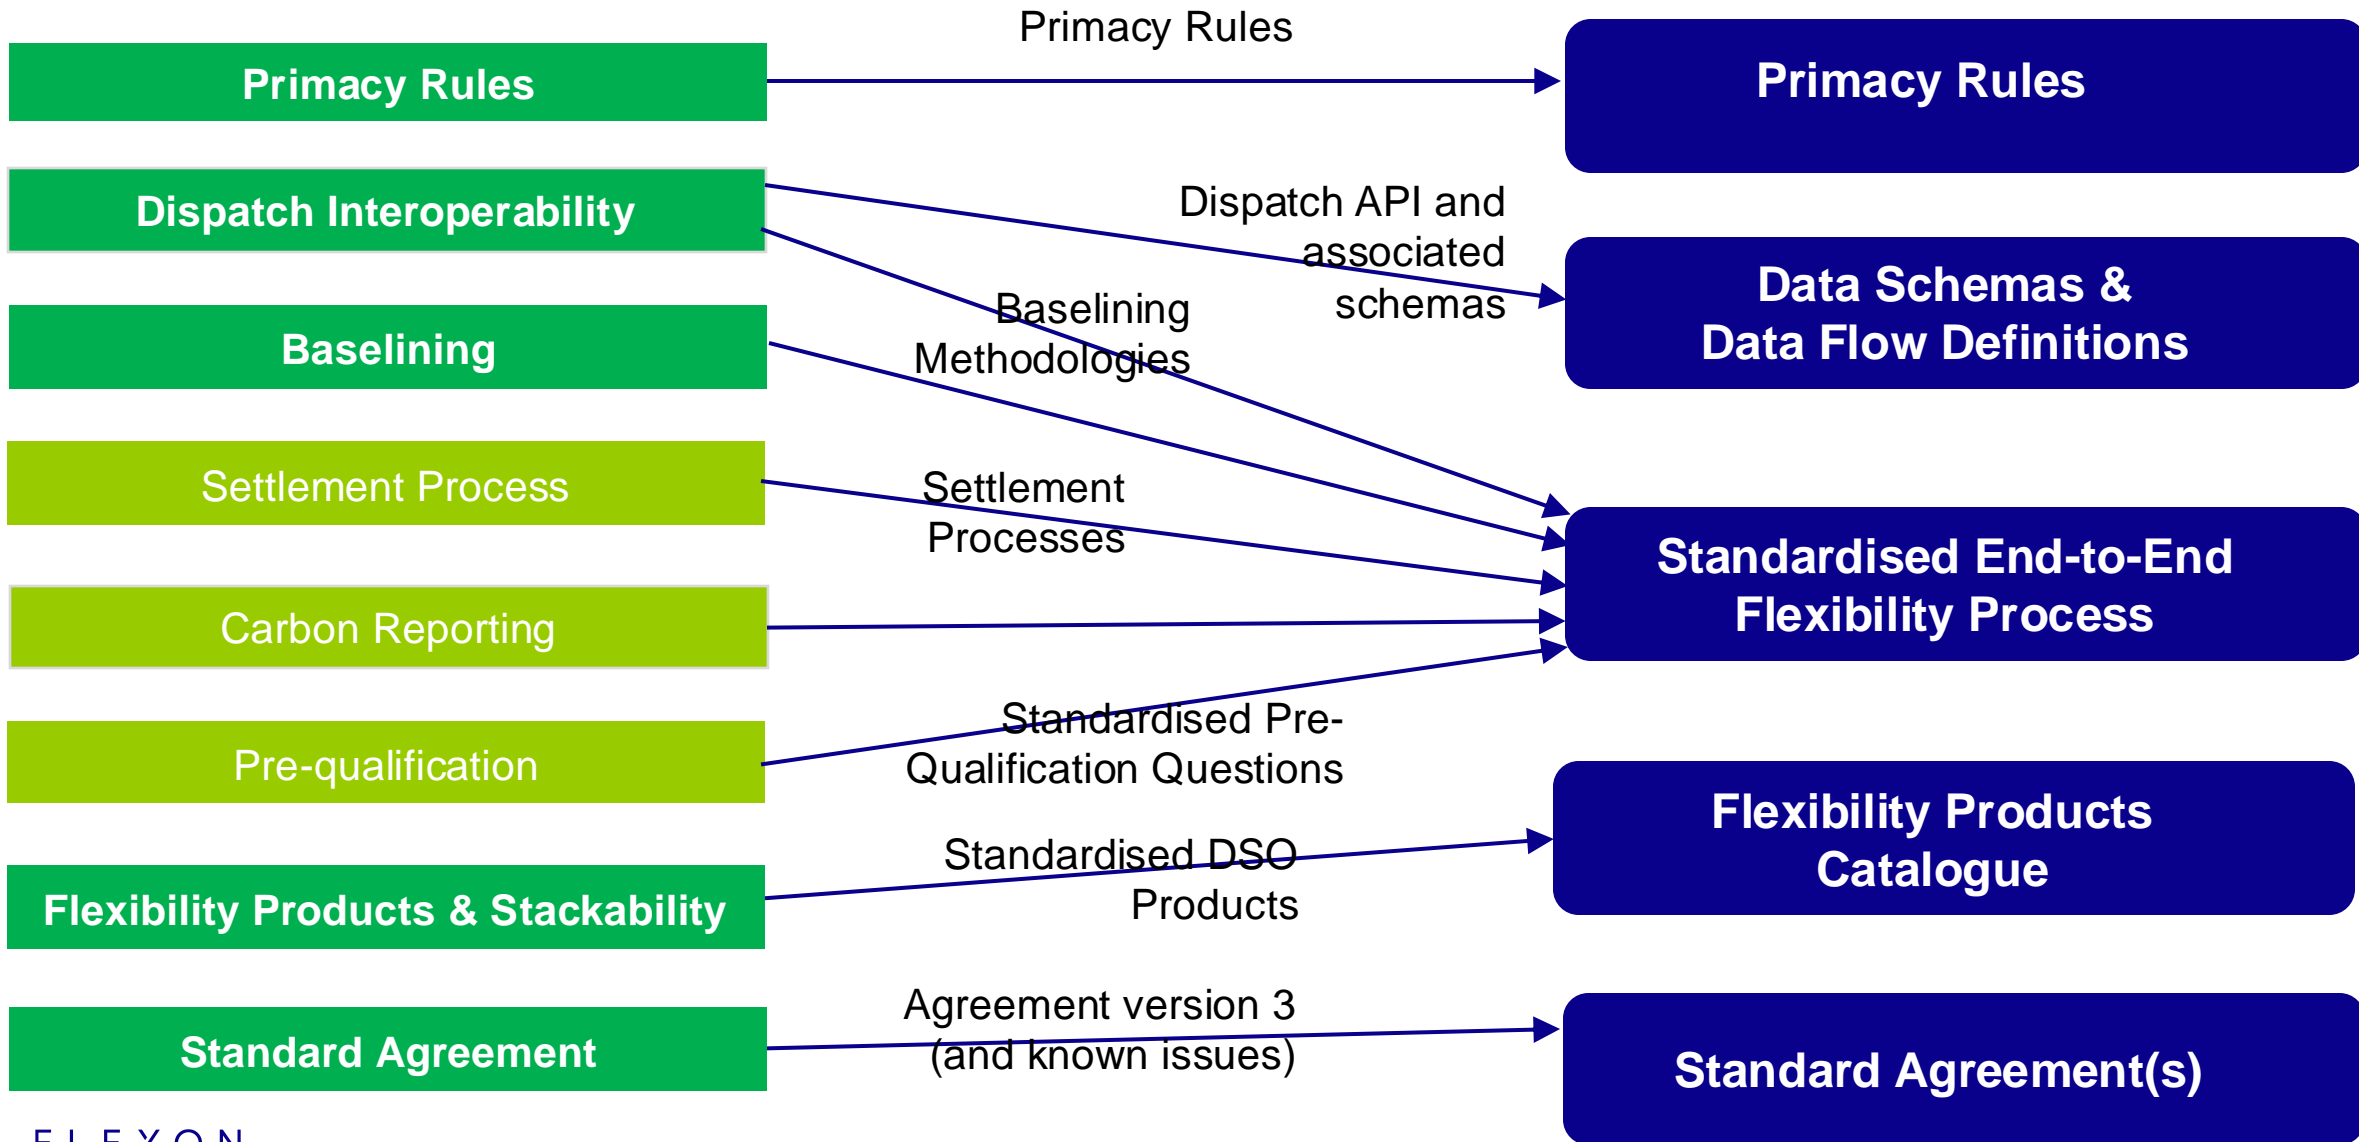 Primacy Rules
Primacy Rules
Primacy Rules
Dispatch Interoperability
Dispatch API and
associated
schemas
Data Schemas &
Data Flow Definitions
Baselining
Baselining
Methodologies
Settlement Process
Settlement
Processes
Standardised End-to-End
Flexibility Process
Carbon Reporting
Pre-qualification
Standardised Pre-
Qualification Questions
Flexibility Products
Catalogue
Flexibility Products & Stackability
Standardised DSO
Products
Standard Agreement
Agreement version 3
(and known issues)
Standard Agreement(s)
ELEXON